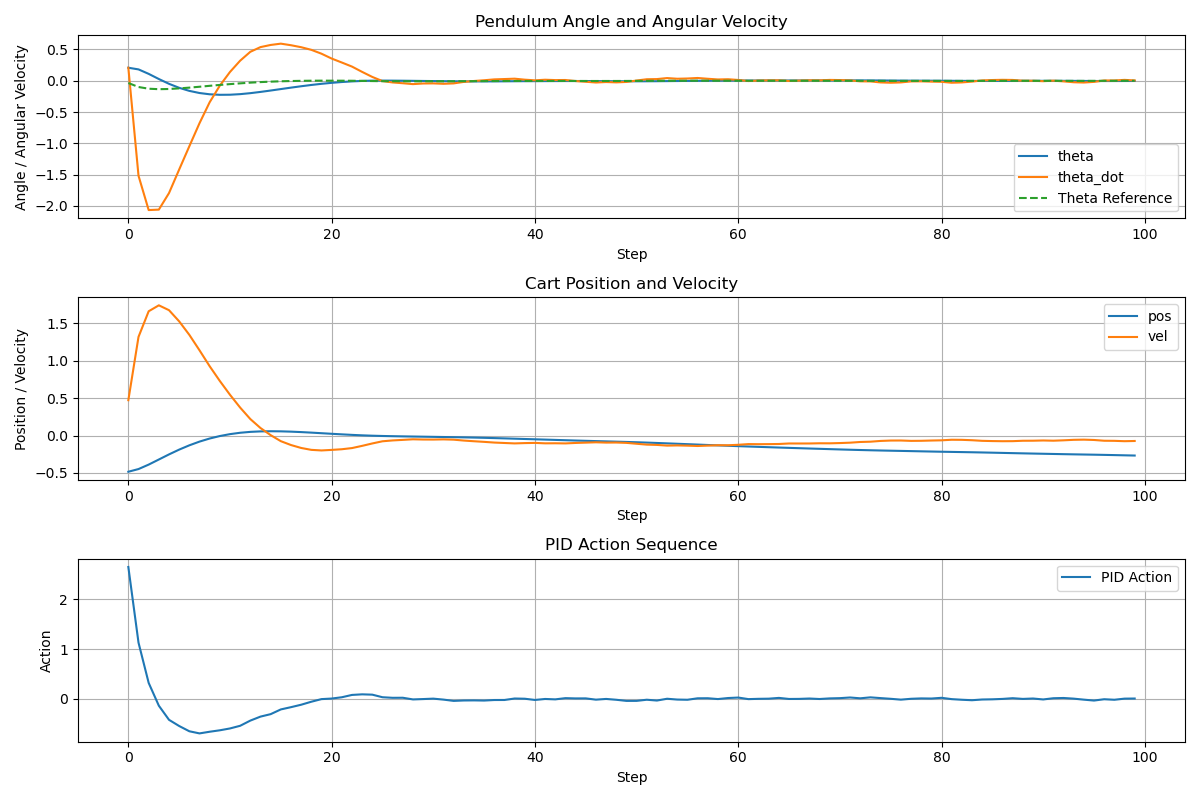 Pendulum Angle and Angular Velocity
Angle / Angular Velocity
0.5
0.0
−0.5
−1.0
−1.5
−2.0
theta
theta_dot
Theta Reference
0 20 40 60 80 100
Step
Cart Position and Velocity
Position / Velocity
1.5
1.0
0.5
0.0
−0.5
pos
vel
0 20 40 60 80 100
Step
PID Action Sequence
Action
2
1
0
PID Action
0 20 40 60 80 100
Step